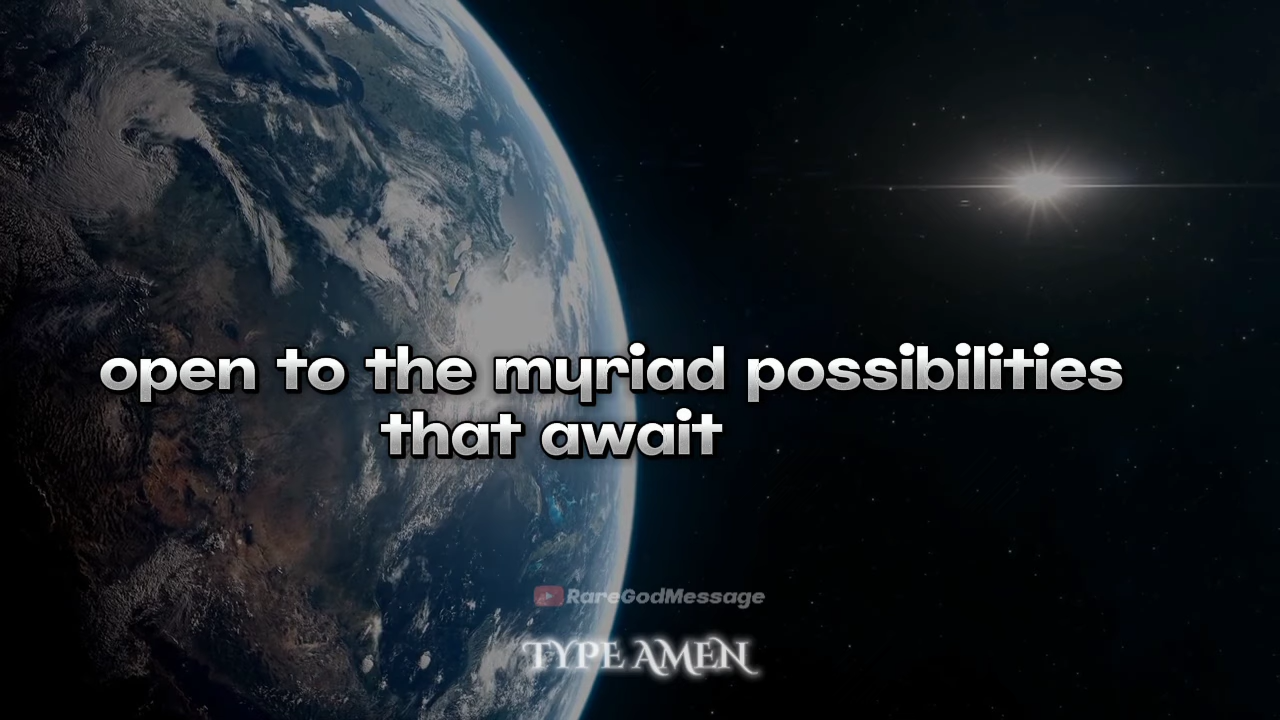 open to the myriad possibilities
that await
RareGodMessage
TYPE AMEN